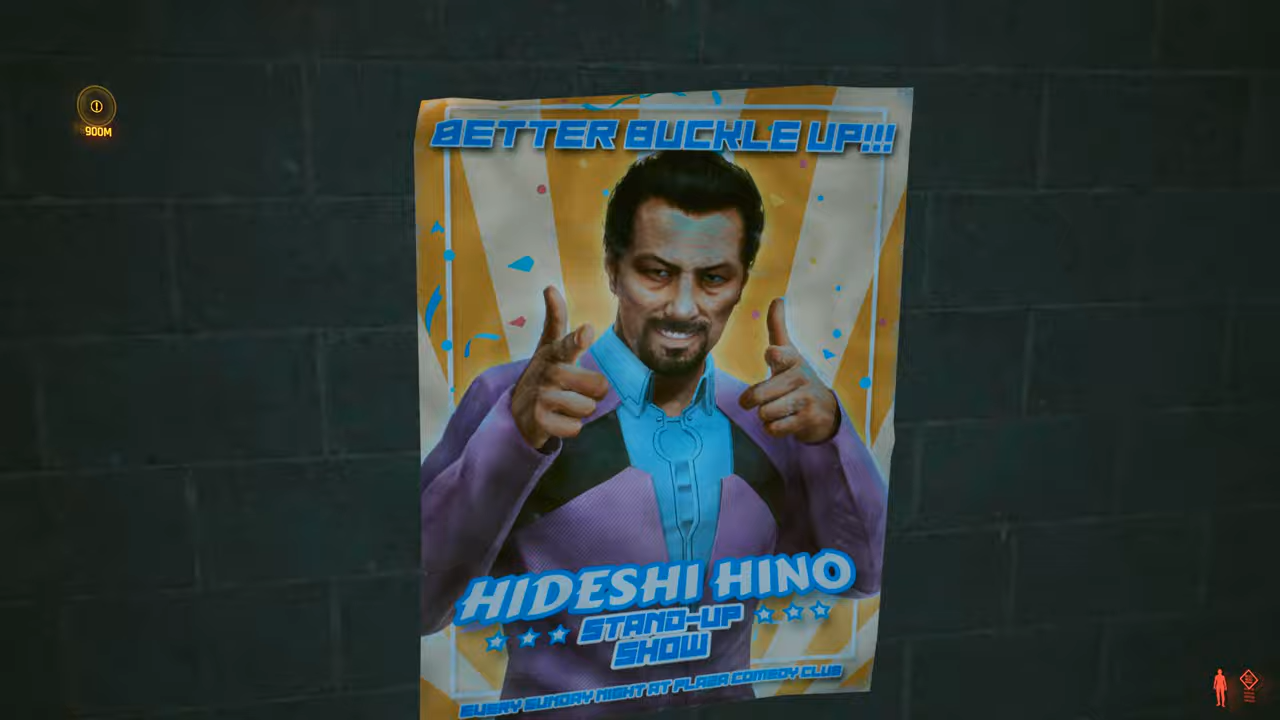 900M
BETTER BUCKLE UP!!!
HIDESHI HINO
STAND-UP
SHOW
EVERY SUNDAY NIGHT AT PLAZA COMEDY CLUB